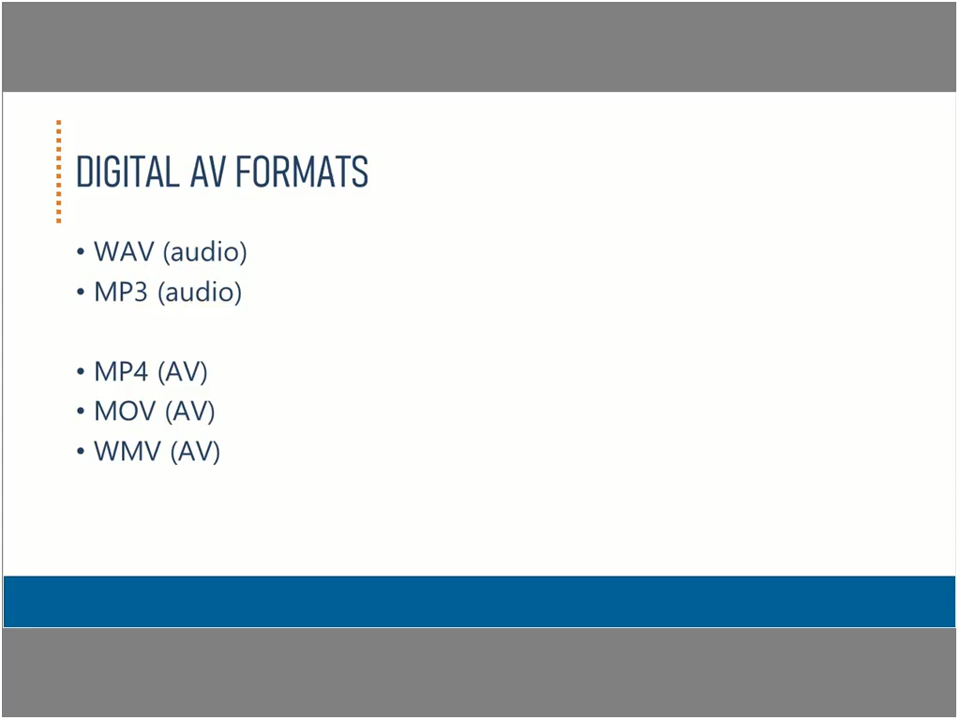 DIGITAL AV FORMATS
• WAV (audio)
• MP3 (audio)
• MP4 (AV)
• MOV (AV)
• WMV (AV)